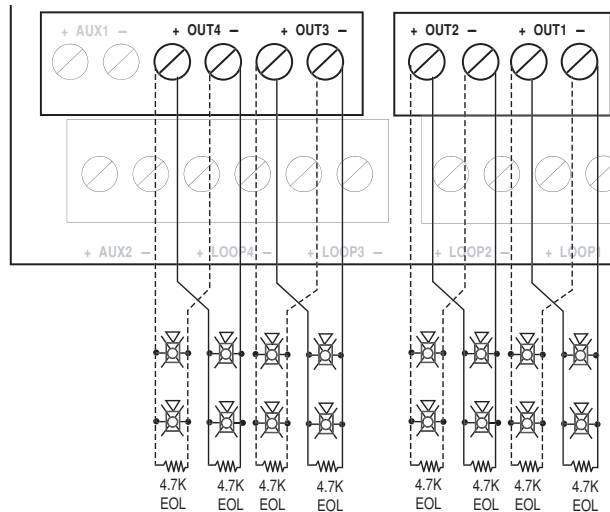 + AUX1 − + OUT4 − + OUT3 − + OUT2 − + OUT1 −
+ AUX2 − + LOOP4 − + LOOP3 − + LOOP2 − + LOOP1
4.7K 4.7K 4.7K 4.7K 4.7K 4.7K 4.7K 4.7K
EOL EOL EOL EOL EOL EOL EOL EOL